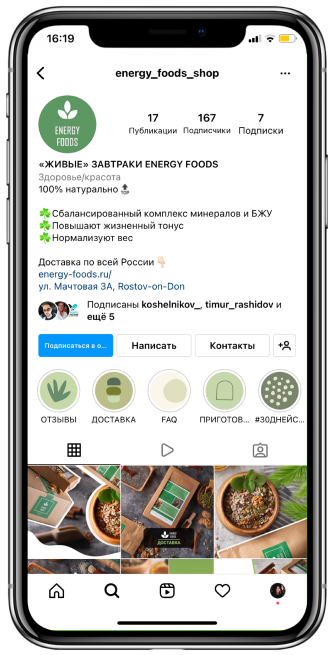 16:19
energy_foods_shop
ENERGY
FOODS
17
167
7
Публикации
Подписчики
Подписки
«ЖИВЫЕ» ЗАВТРАКИ ENERGY FOODS
Здоровье/красота
100% натурально 🔝
☘️Сбалансированный комплекс минералов и БЖУ
☘️Повышают жизненный тонус
☘️Нормализуют вес
Доставка по всей России 👇🏻
energy-foods.ru/
ул. Мачтовая 3А, Rostov-on-Don
Подписаны koshelnikov_, timur_rashidov и
ещё 5
Подписаться в о...
Написать
Контакты
ОТЗЫВЫ
ДОСТАВКА
FAQ
ПРИГОТОВ...
#30ДНЕЙС...
ДОСТАВКА